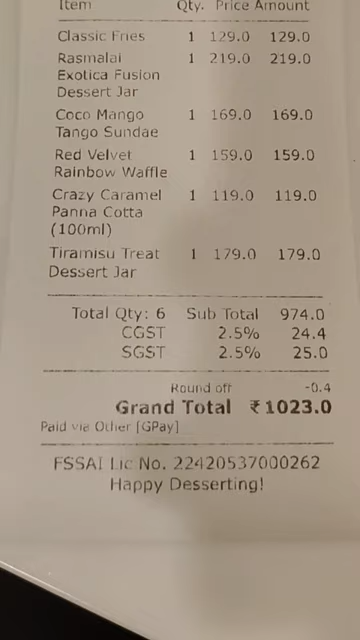 Item Qty. Price Amount
Classic Fries 1 129.0 129.0
Rasmalai 1 219.0 219.0
Exotica Fusion
Dessert Jar
Coco Mango 1 169.0 169.0
Tango Sundae
Red Velvet 1 159.0 159.0
Rainbow Waffle
Crazy Caramel 1 119.0 119.0
Panna Cotta
(100ml)
Tiramisu Treat 1 179.0 179.0
Dessert Jar
Total Qty: 6 Sub Total 974.0
CGST 2.5% 24.4
SGST 2.5% 25.0
Round off -0.4
Grand Total ₹1023.0
Paid via Other [GPay]
FSSAI Lic No. 22420537000262
Happy Desserting!